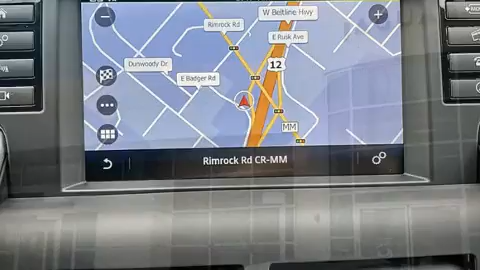 Rimrock Rd
W Beltline Hwy
E Rusk Ave
Dunwoody Dr
12
E Badger Rd
MM
Rimrock Rd CR-MM